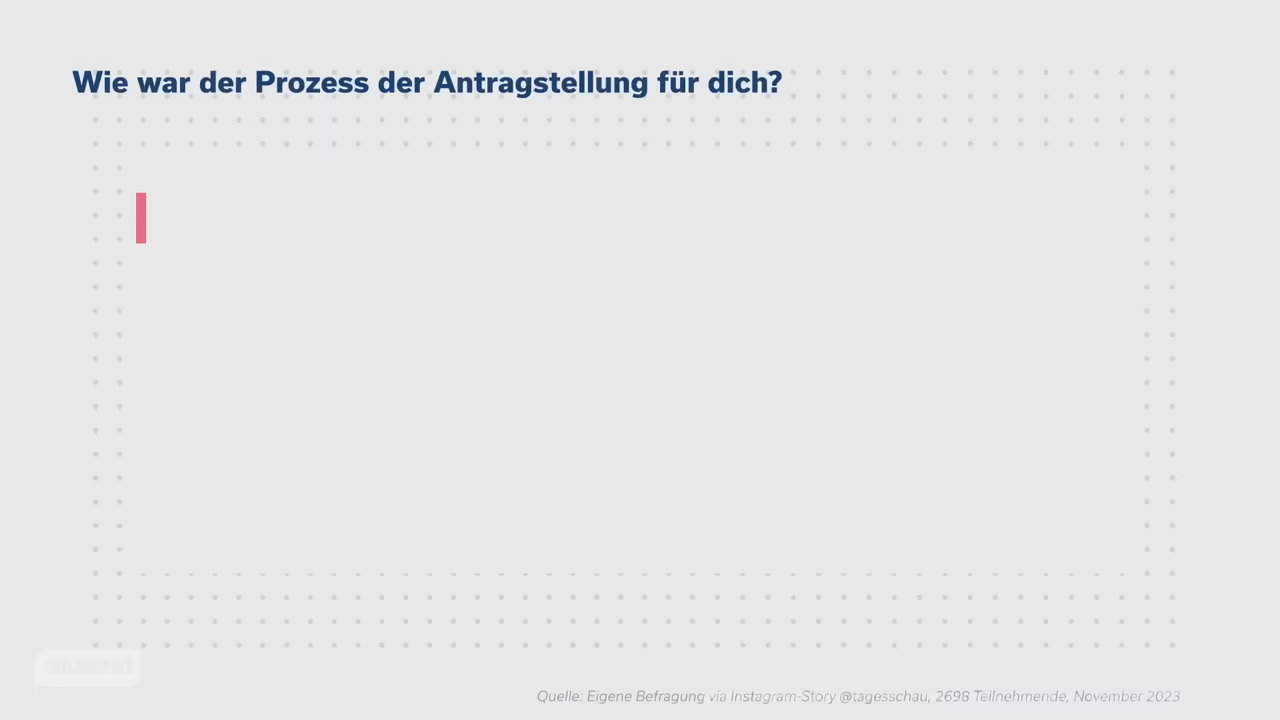 Wie war der Prozess der Antragstellung für dich?
Quelle: Eigene Befragung via Instagram-Story @tagesschau, 2698 Teilnehmende, November 2023